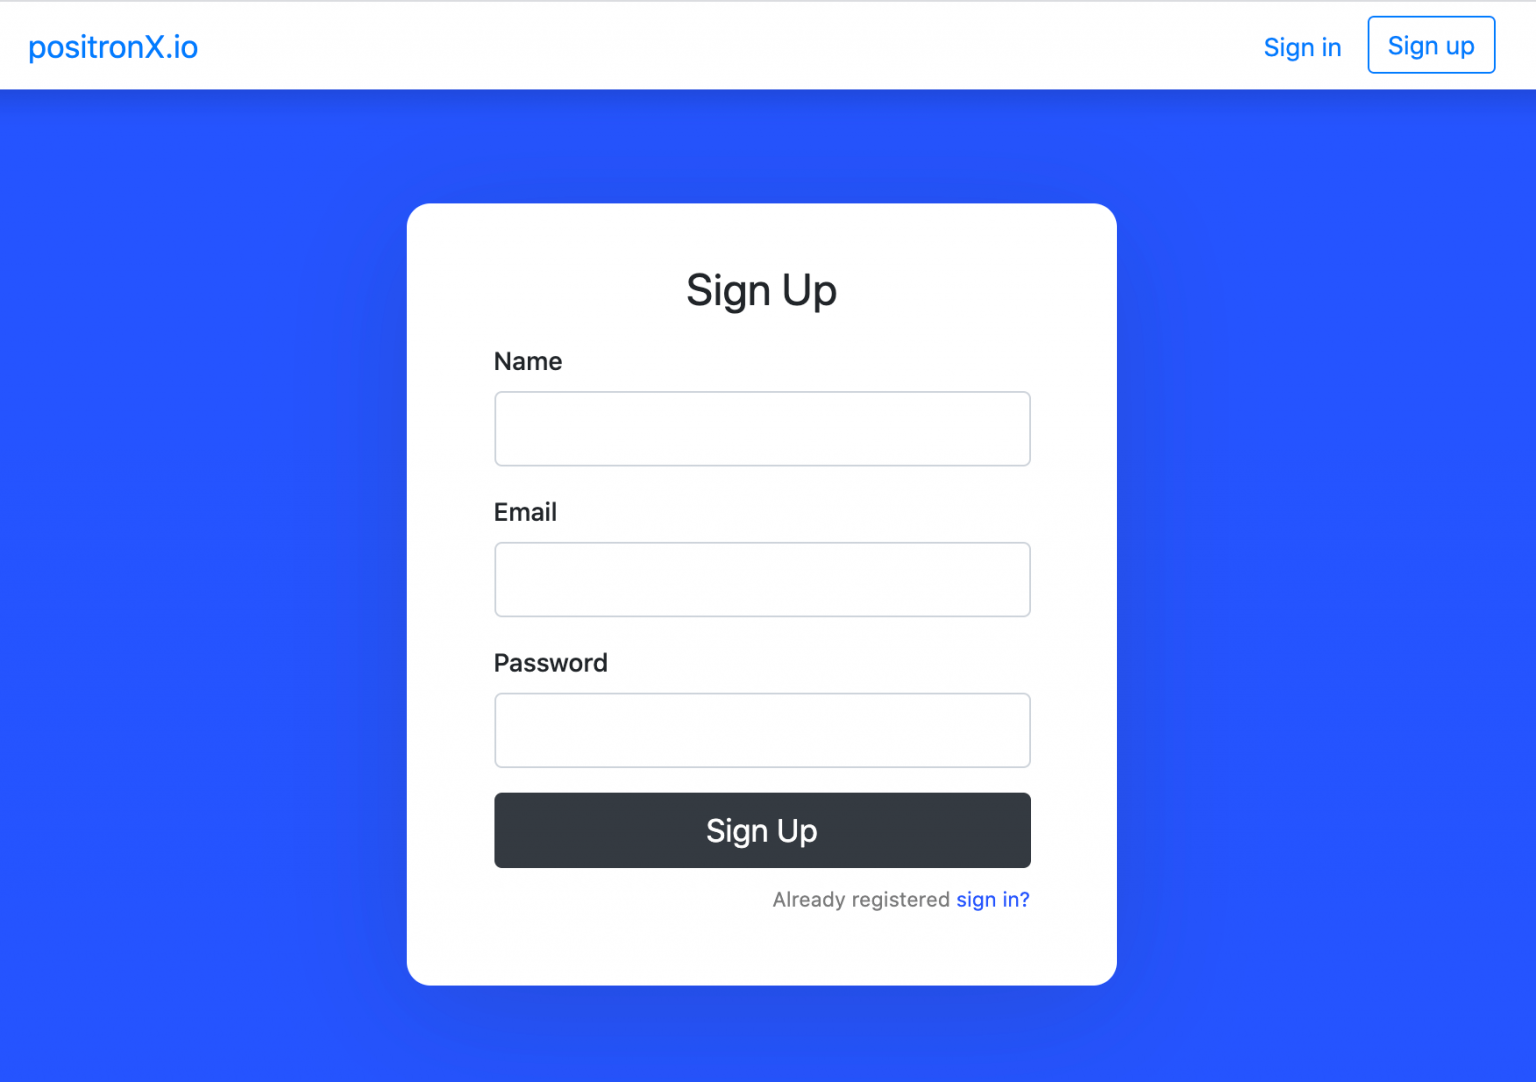 positronX.io
Sign in
Sign up
Sign Up
Name
Email
Password
Sign Up
Already registered sign in?